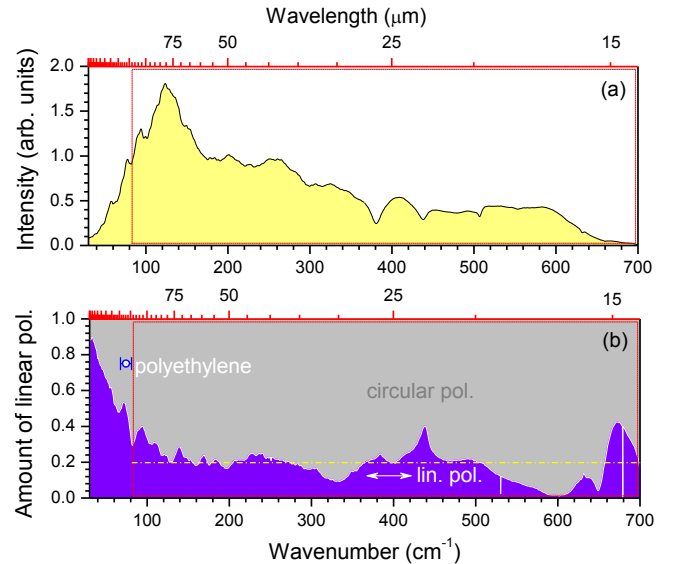 Wavelength (μm)
75 50 25 15
2.0
1.5
1.0
0.5
0.0
Intensity (arb. units)
(a)
100 200 300 400 500 600 700
75 50 25 15
1.0
0.8
0.6
0.4
0.2
0.0
Amount of linear pol.
(b)
polyethylene
circular pol.
lin. pol.
100 200 300 400 500 600 700
Wavenumber (cm⁻¹)